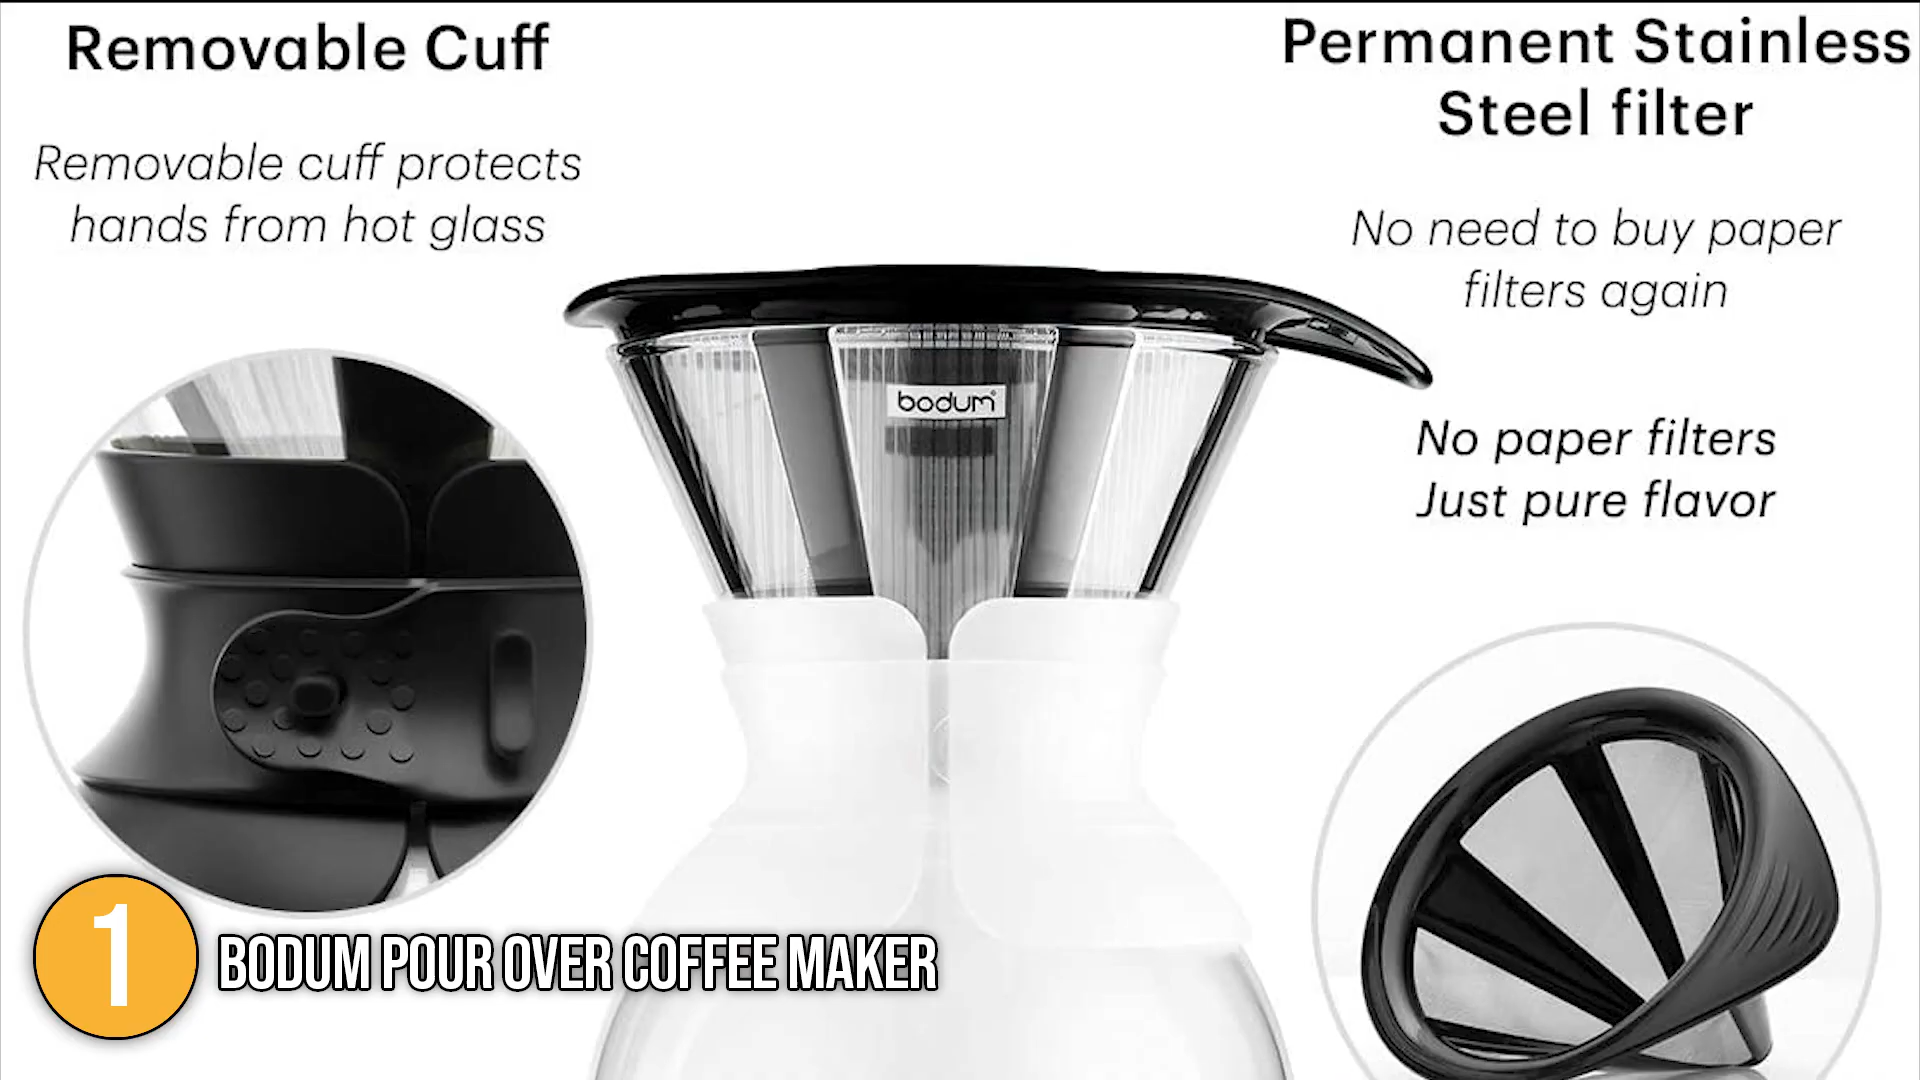 Removable Cuff
Removable cuff protects
hands from hot glass
Permanent Stainless
Steel filter
No need to buy paper
filters again
No paper filters
Just pure flavor
bodum®
1
BODUM POUR OVER COFFEE MAKER